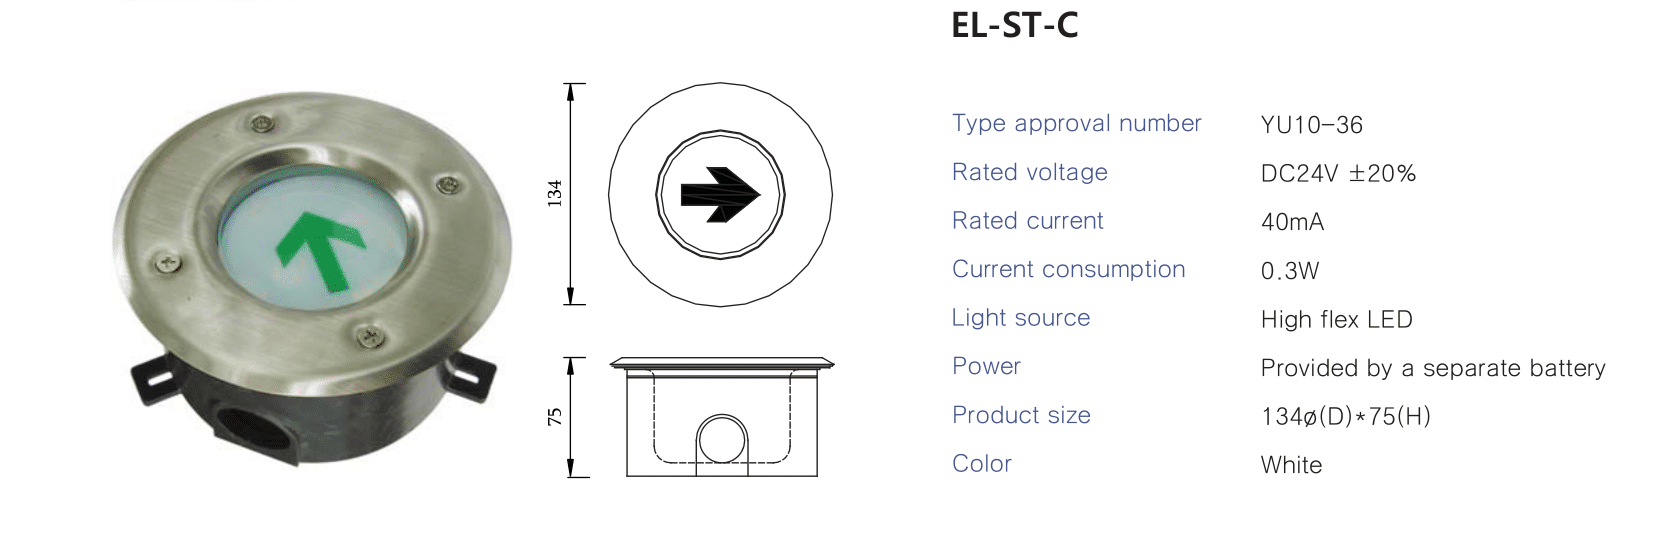 EL-ST-C
134
75
Type approval number YU10-36
Rated voltage DC24V ±20%
Rated current 40mA
Current consumption 0.3W
Light source High flex LED
Power Provided by a separate battery
Product size 134ø(D)*75(H)
Color White